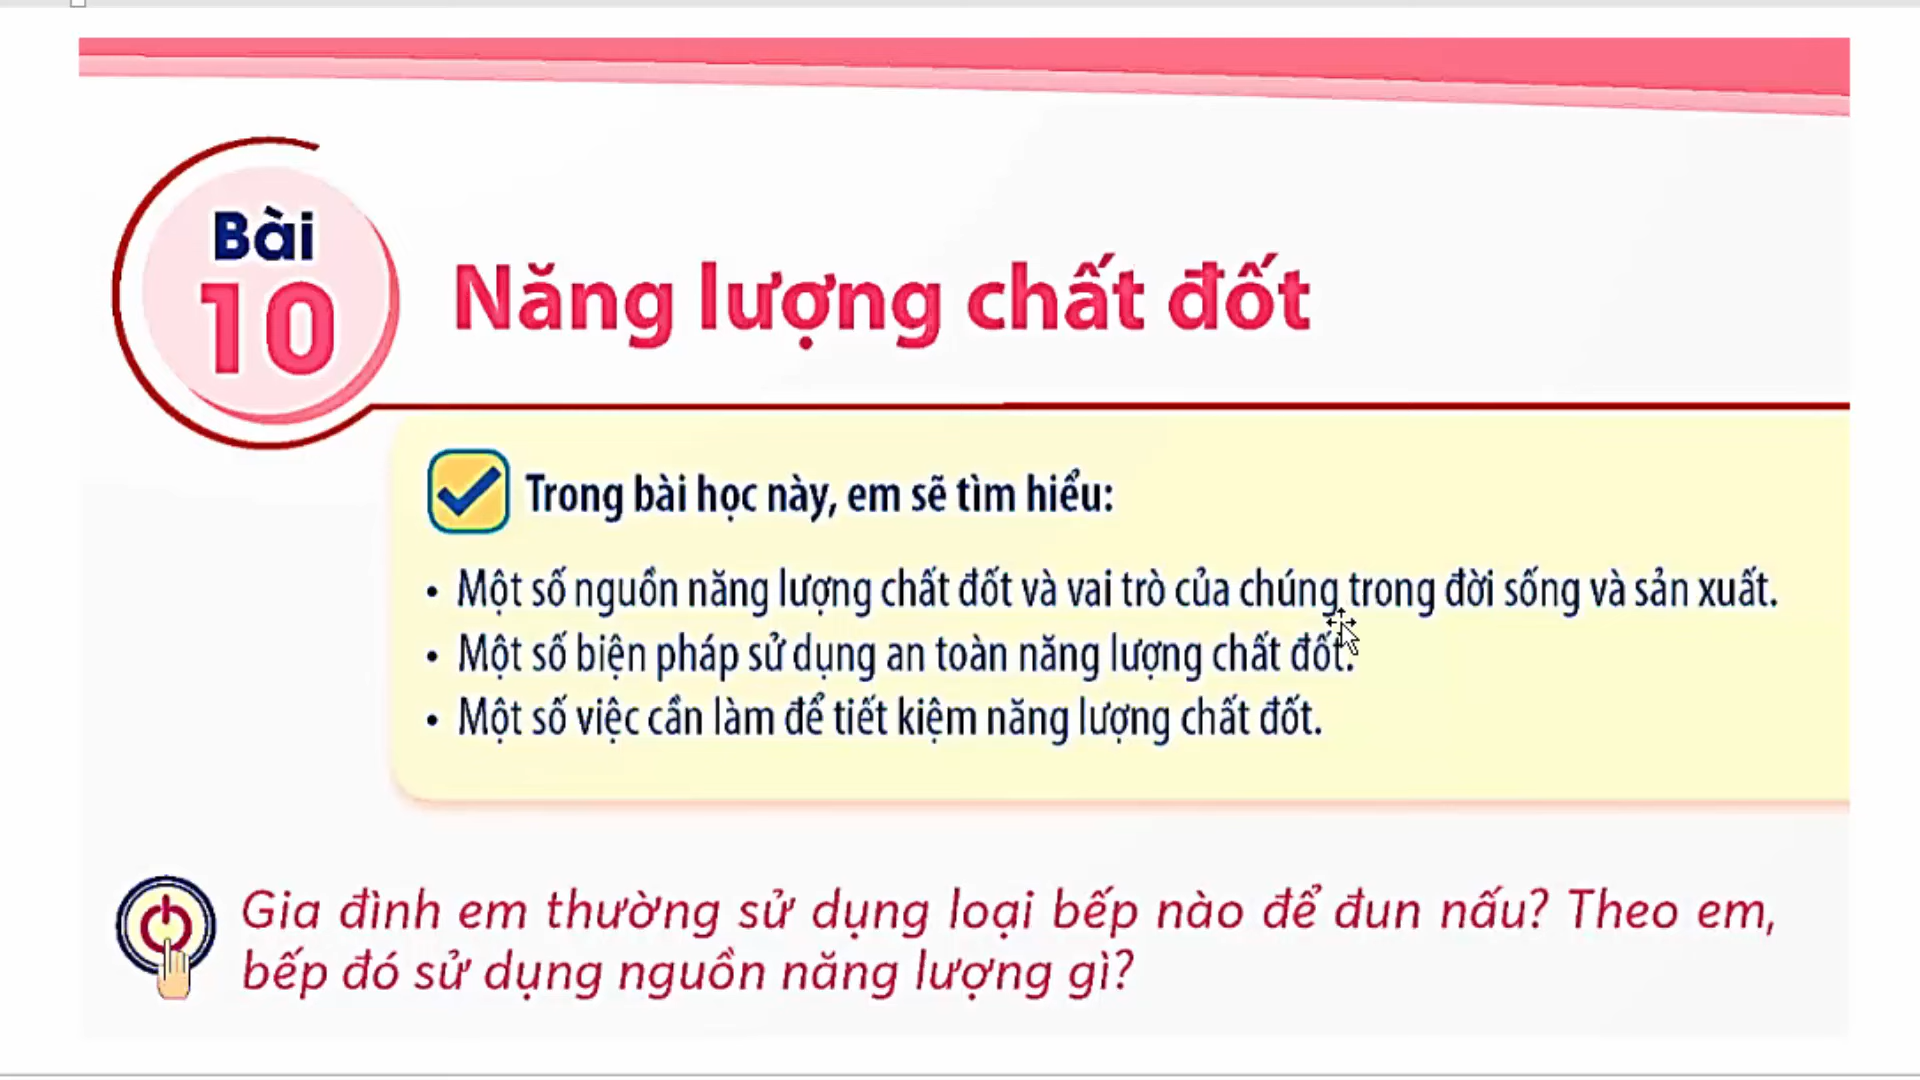 Bài
10
Năng lượng chất đốt
Trong bài học này, em sẽ tìm hiểu:
• Một số nguồn năng lượng chất đốt và vai trò của chúng trong đời sống và sản xuất.
• Một số biện pháp sử dụng an toàn năng lượng chất đốt.
• Một số việc cần làm để tiết kiệm năng lượng chất đốt.
Gia đình em thường sử dụng loại bếp nào để đun nấu? Theo em,
bếp đó sử dụng nguồn năng lượng gì?